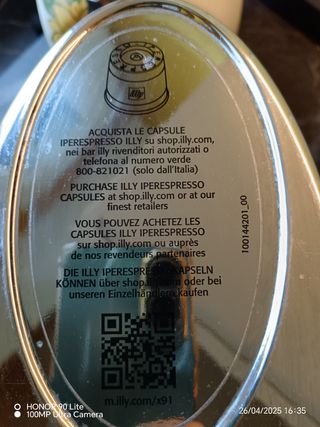 illy
ACQUISTA LE CAPSULE
IPERESPRESSO ILLY su shop.illy.com,
nei bar illy rivenditori autorizzati o
telefona al numero verde
800-821021 (solo dall'Italia)
PURCHASE ILLY IPERESPRESSO
CAPSULES at shop.illy.com or at our
finest retailers
VOUS POUVEZ ACHETEZ LES
CAPSULES ILLY IPERESPRESSO
sur shop.illy.com ou auprès
de nos revendeurs partenaires
DIE ILLY IPERESPRESSO KAPSELN
KÖNNEN über shop.illy.com oder bei
unseren Einzelhändlern kaufen
m.illy.com/x91
100144201_00
HONOR 90 Lite
100MP Ultra Camera
26/04/2025 16:35